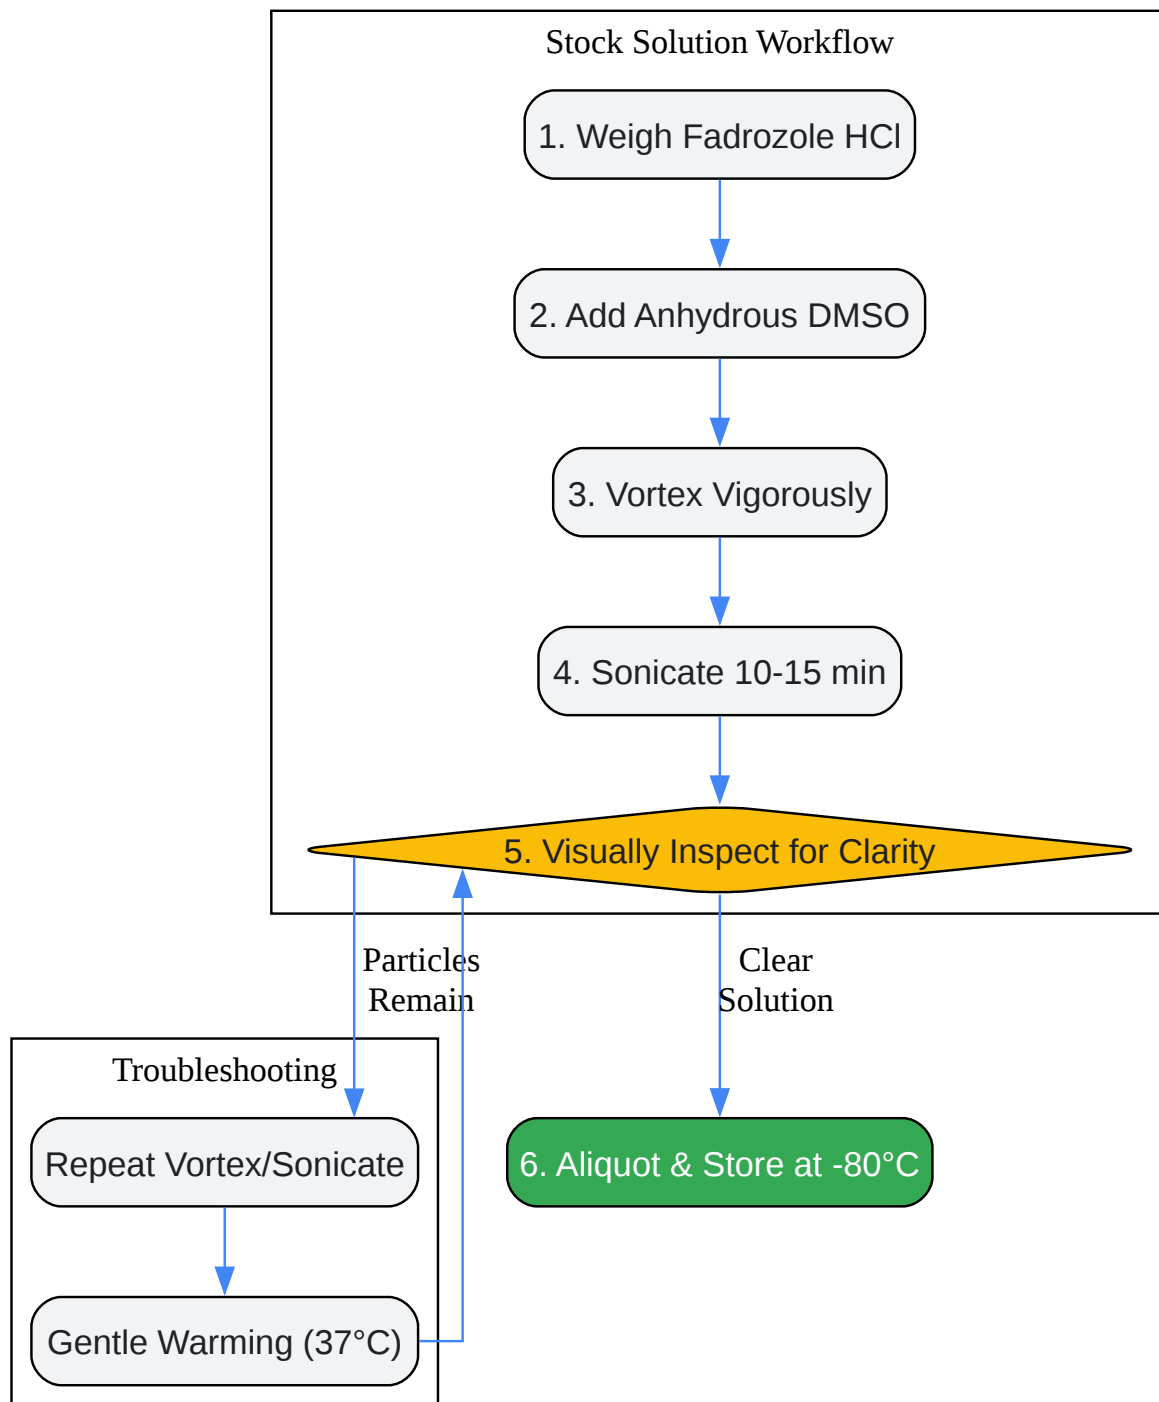 Stock Solution Workflow
1. Weigh Fadrozole HCl
2. Add Anhydrous DMSO
3. Vortex Vigorously
4. Sonicate 10-15 min
5. Visually Inspect for Clarity
Particles
Remain
Clear
Solution
Troubleshooting
Repeat Vortex/Sonicate
6. Aliquot & Store at -80°C
Gentle Warming (37°C)